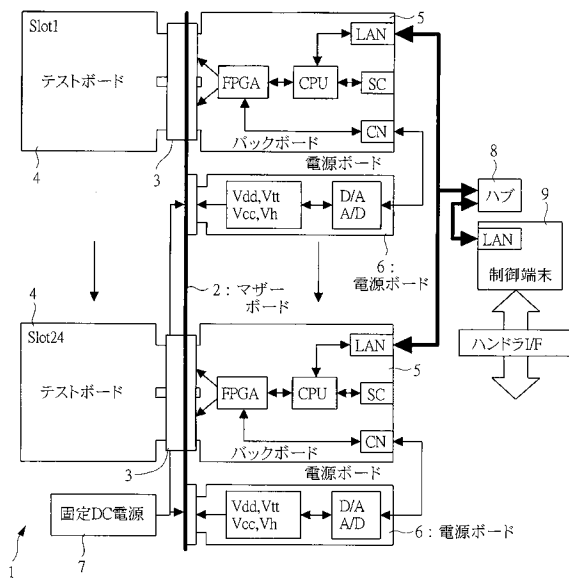 Slot1
テストボード
4
3
5
LAN
FPGA
CPU
SC
CN
バックボード
電源ボード
Vdd,Vtt
Vcc,Vh
D/A
A/D
6:
電源ボード
2:マザー
ボード
8
ハブ
9
LAN
制御端末
ハンドラI/F
4
Slot24
テストボード
3
5
LAN
FPGA
CPU
SC
CN
バックボード
電源ボード
Vdd,Vtt
Vcc,Vh
D/A
A/D
6:電源ボード
固定DC電源
7
1